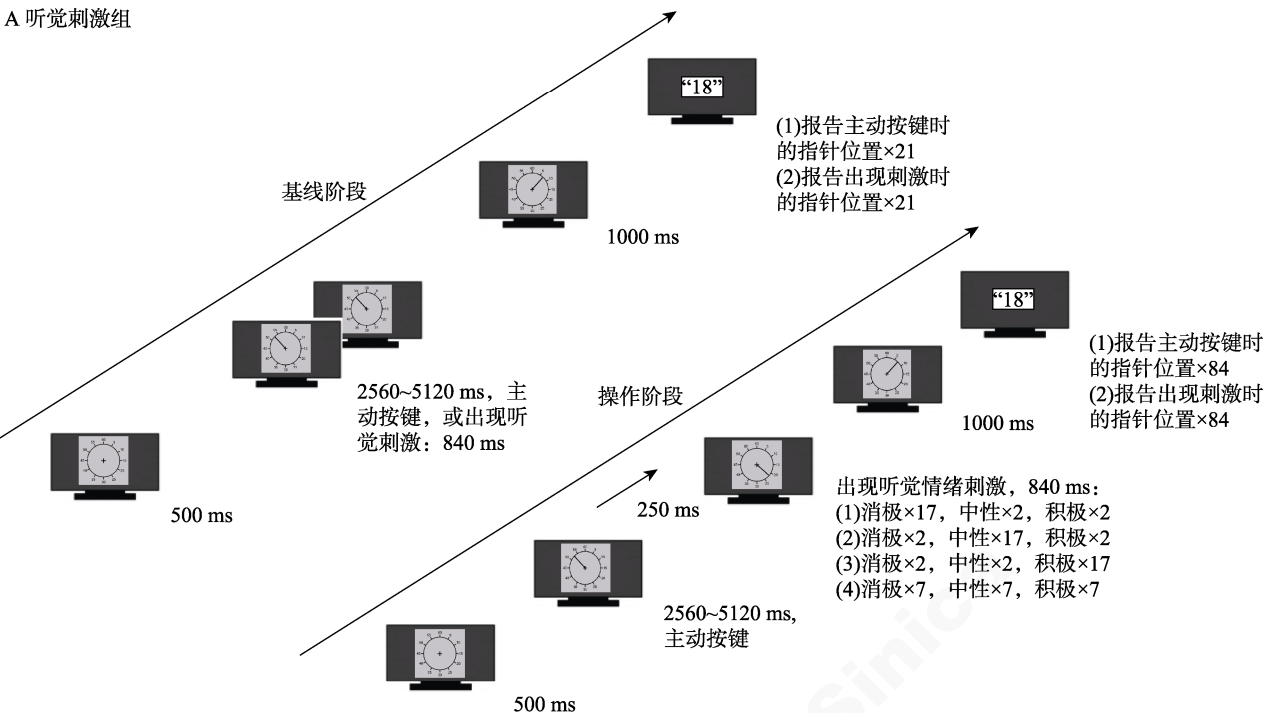 A 听觉刺激组
“18”
(1)报告主动按键时
的指针位置×21
(2)报告出现刺激时
的指针位置×21
基线阶段
1000 ms
2560~5120 ms，主
动按键，或出现听
觉刺激：840 ms
500 ms
“18”
(1)报告主动按键时
的指针位置×84
(2)报告出现刺激时
的指针位置×84
操作阶段
1000 ms
250 ms
出现听觉情绪刺激，840 ms：
(1)消极×17，中性×2，积极×2
(2)消极×2，中性×17，积极×2
(3)消极×2，中性×2，积极×17
(4)消极×7，中性×7，积极×7
2560~5120 ms,
主动按键
500 ms
Sinic